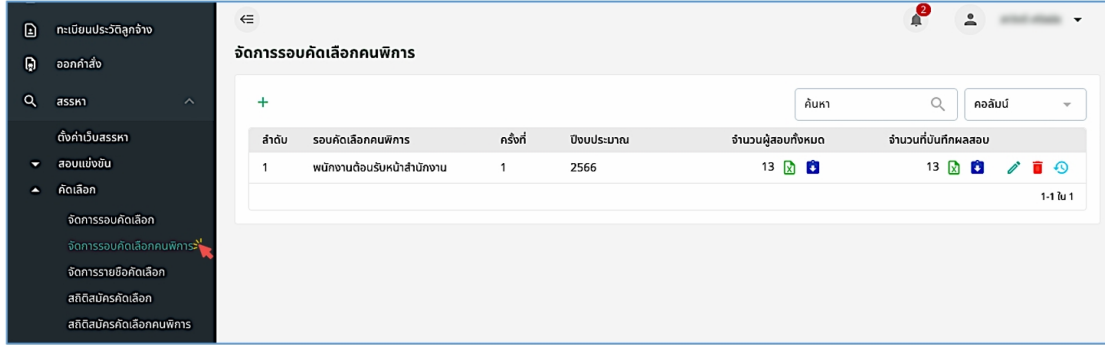 ทะเบียนประวัติลูกจ้าง
ออกคำสั่ง
สรรหา
ตั้งค่าเว็บสรรหา
สอบแข่งขัน
คัดเลือก
จัดการรอบคัดเลือก
จัดการรอบคัดเลือกคนพิการ
จัดการรายชื่อคัดเลือก
สถิติสมัครคัดเลือก
สถิติสมัครคัดเลือกคนพิการ
2
จัดการรอบคัดเลือกคนพิการ
ค้นหา คอลัมน์
ลำดับ รอบคัดเลือกคนพิการ ครั้งที่ ปีงบประมาณ จำนวนผู้สอบทั้งหมด จำนวนที่บันทึกผลสอบ
1 พนักงานต้อนรับหน้าสำนักงาน 1 2566 13 13
1-1 ใน 1